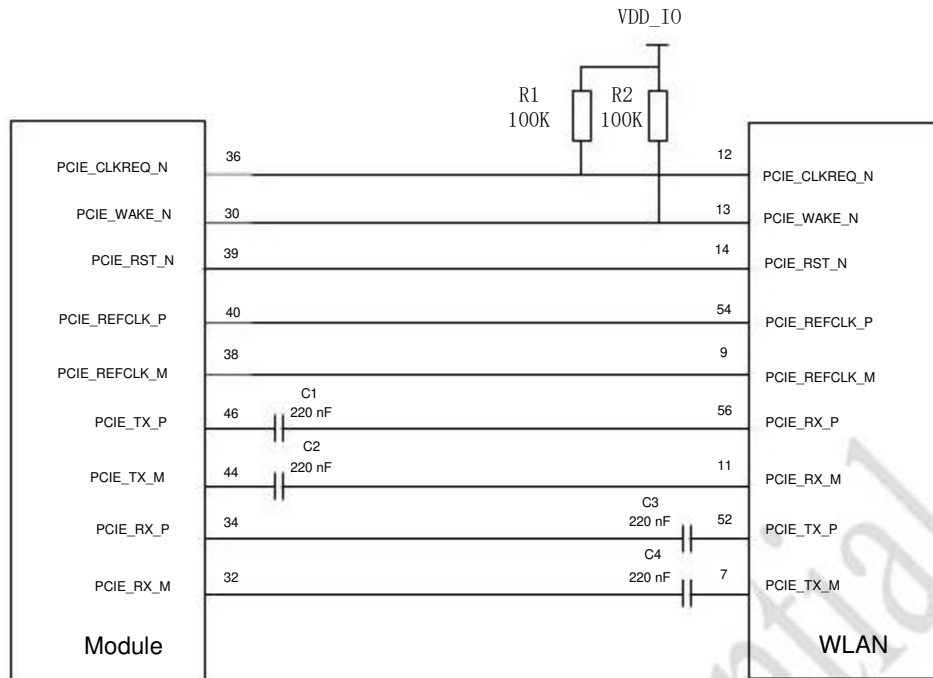 VDD_IO
R1 R2
100K 100K
PCIE_CLKREQ_N 36 12 PCIE_CLKREQ_N
PCIE_WAKE_N 30 13 PCIE_WAKE_N
PCIE_RST_N 39 14 PCIE_RST_N
PCIE_REFCLK_P 40 54 PCIE_REFCLK_P
PCIE_REFCLK_M 38 9 PCIE_REFCLK_M
C1
PCIE_TX_P 46 220 nF 56 PCIE_RX_P
C2
PCIE_TX_M 44 220 nF 11 PCIE_RX_M
C3
PCIE_RX_P 34 220 nF 52 PCIE_TX_P
C4
PCIE_RX_M 32 220 nF 7 PCIE_TX_M
Module WLAN
ntial